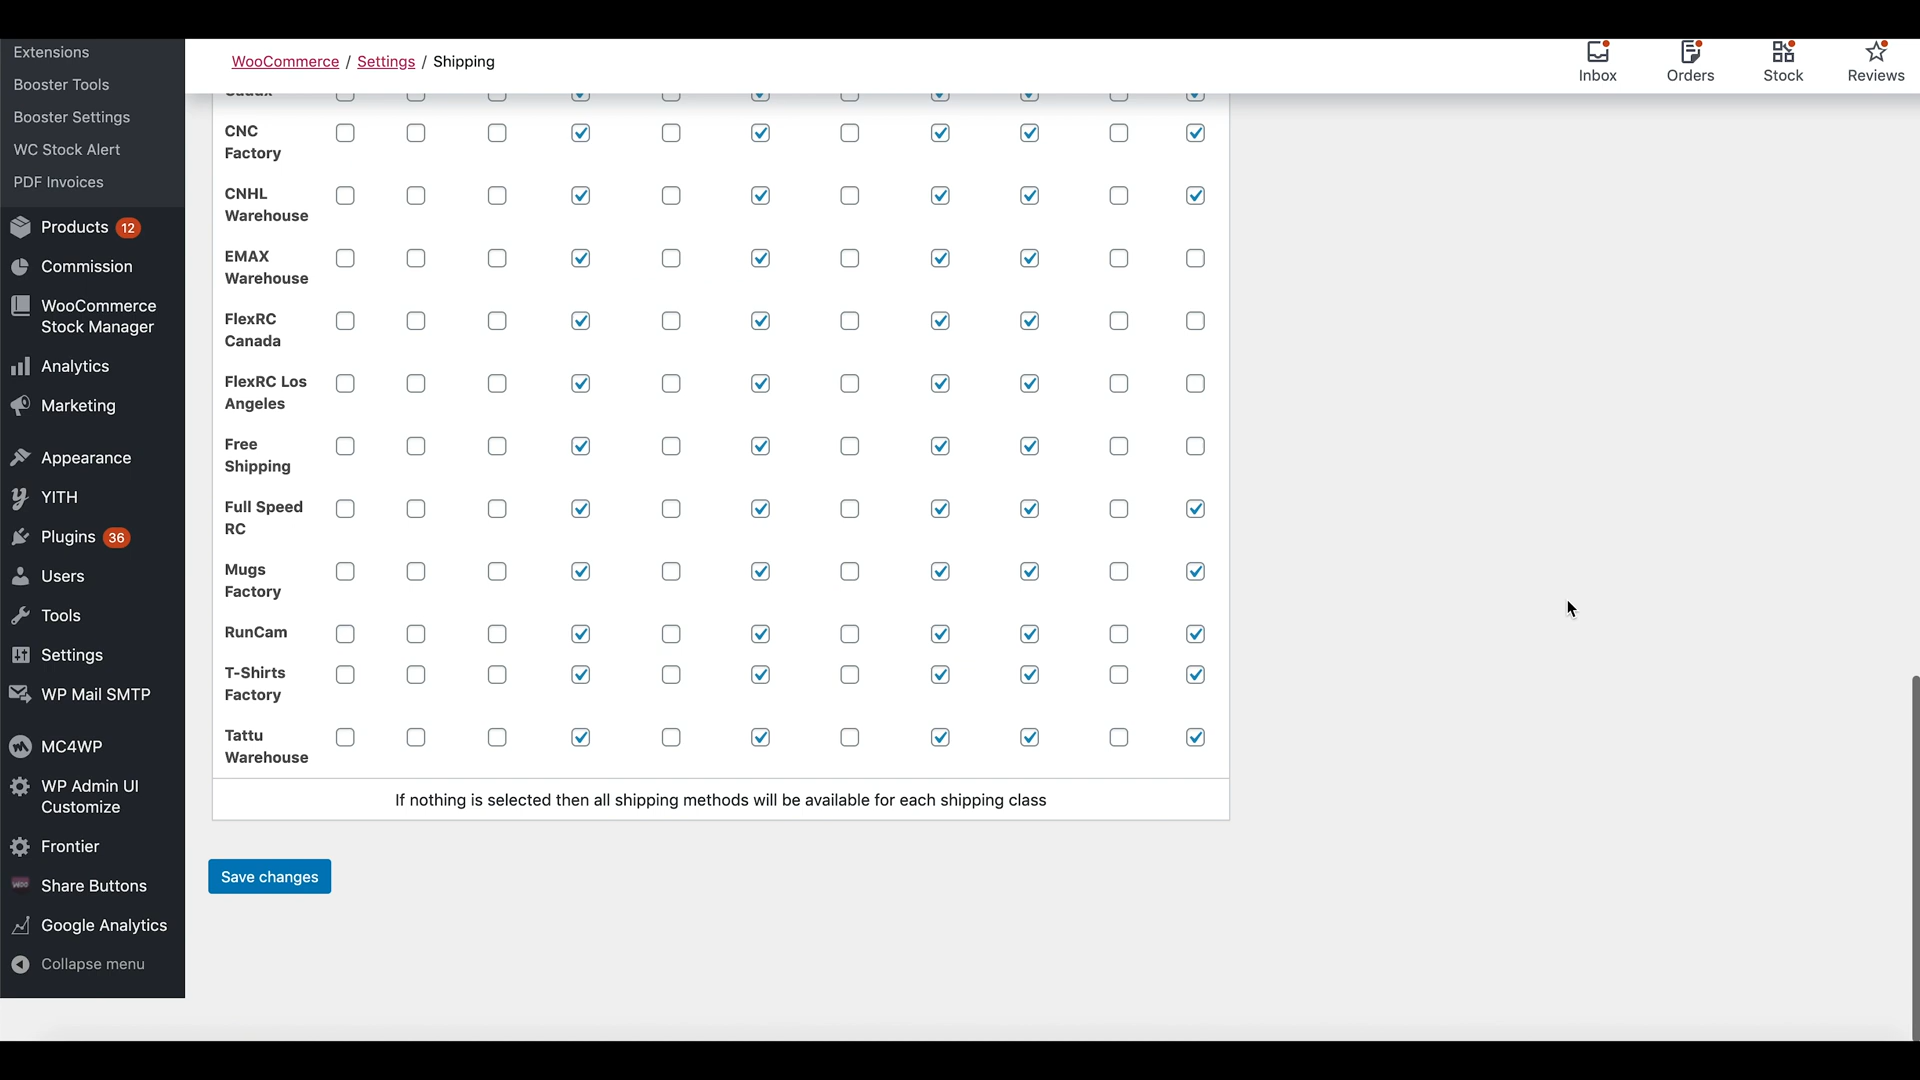 Extensions
Booster Tools
Booster Settings
WC Stock Alert
PDF Invoices
Products 12
Commission
WooCommerce
Stock Manager
Analytics
Marketing
Appearance
YITH
Plugins 36
Users
Tools
Settings
WP Mail SMTP
MC4WP
WP Admin UI
Customize
Frontier
Share Buttons
Google Analytics
Collapse menu
WooCommerce / Settings / Shipping
Inbox
Orders
Stock
Reviews
CNC
Factory
CNHL
Warehouse
EMAX
Warehouse
FlexRC
Canada
FlexRC Los
Angeles
Free
Shipping
Full Speed
RC
Mugs
Factory
RunCam
T-Shirts
Factory
Tattu
Warehouse
If nothing is selected then all shipping methods will be available for each shipping class
Save changes